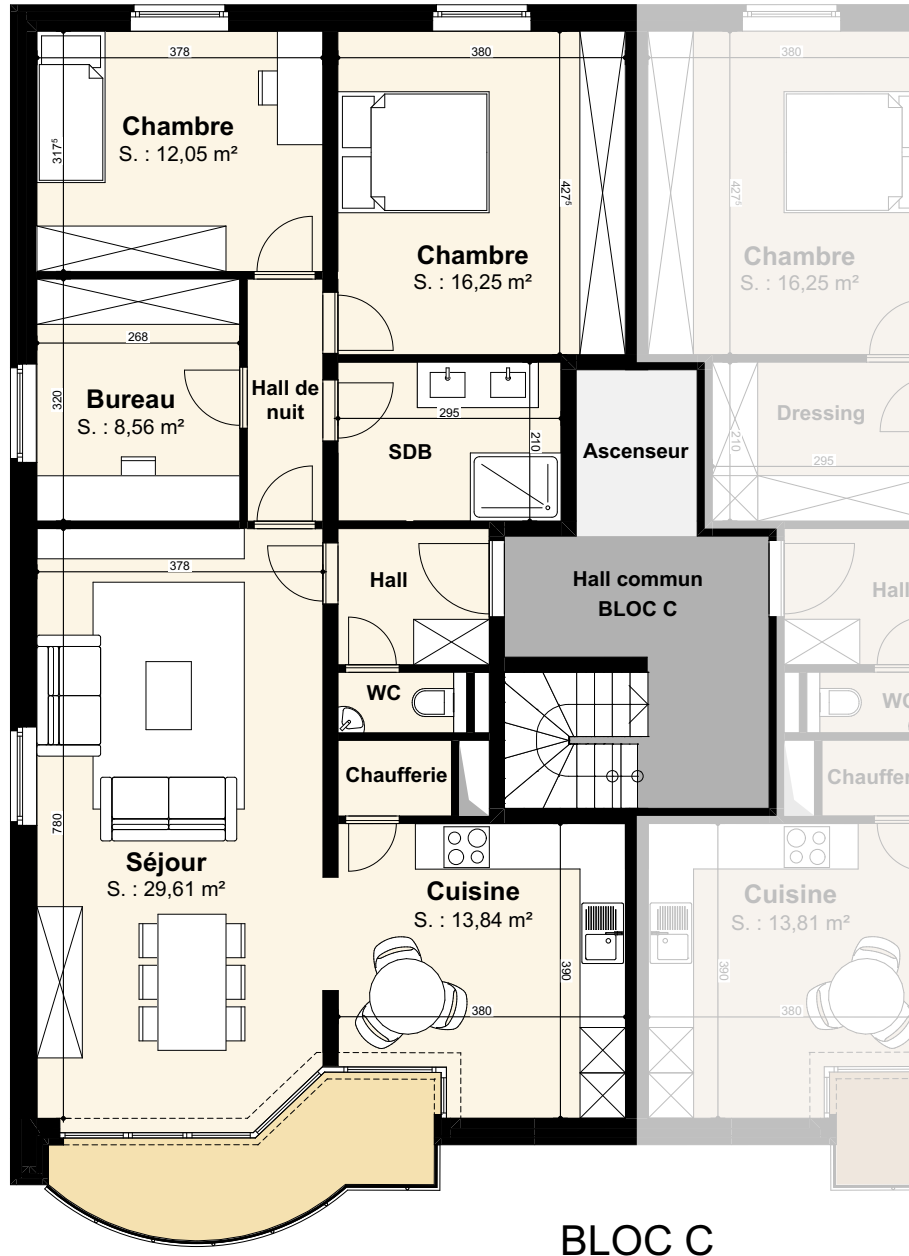 378
380
380
Chambre
S. : 12,05 m²
317⁵
427⁵
427⁵
Chambre
S. : 16,25 m²
Chambre
S. : 16,25 m²
268
320
Bureau
S. : 8,56 m²
Hall de
nuit
295
210
SDB
Ascenseur
Dressing
210
295
378
Hall
Hall commun
BLOC C
Hall
WC
WC
Chaufferie
Chauffer
780
Séjour
S. : 29,61 m²
Cuisine
S. : 13,84 m²
390
380
Cuisine
S. : 13,81 m²
390
380
BLOC C